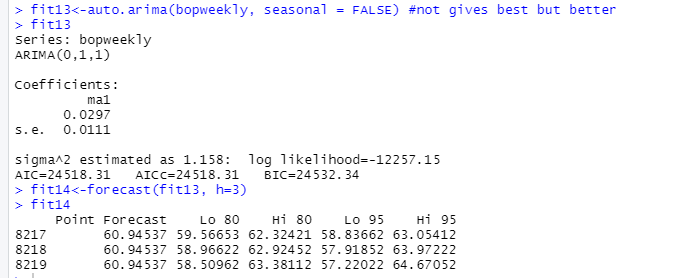 > fit13<-auto.arima(bopweekly, seasonal = FALSE) #not gives best but better
> fit13
Series: bopweekly
ARIMA(0,1,1)
Coefficients:
ma1
0.0297
s.e. 0.0111
sigma^2 estimated as 1.158: log likelihood=-12257.15
AIC=24518.31 AICc=24518.31 BIC=24532.34
> fit14<-forecast(fit13, h=3)
> fit14
Point Forecast Lo 80 Hi 80 Lo 95 Hi 95
8217 60.94537 59.56653 62.32421 58.83662 63.05412
8218 60.94537 58.96622 62.92452 57.91852 63.97222
8219 60.94537 58.50962 63.38112 57.22022 64.67052